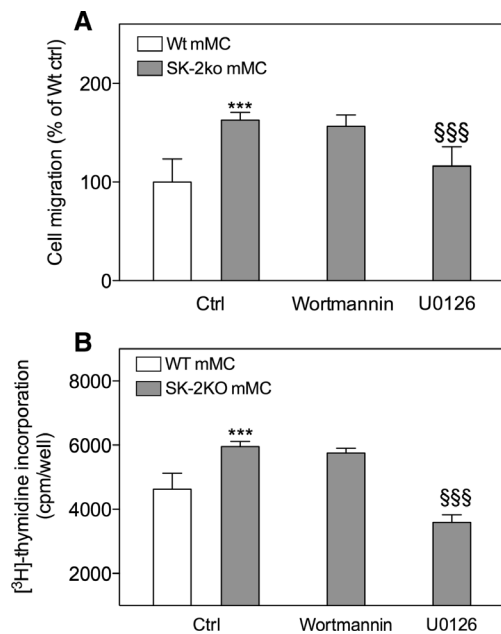 A
Wt mMC
SK-2ko mMC
Cell migration (% of Wt ctrl)
200
100
0
***
§§§
Ctrl
Wortmannin
U0126
B
WT mMC
SK-2KO mMC
[³H]-thymidine incorporation
(cpm/well)
8000
6000
4000
2000
***
§§§
Ctrl
Wortmannin
U0126